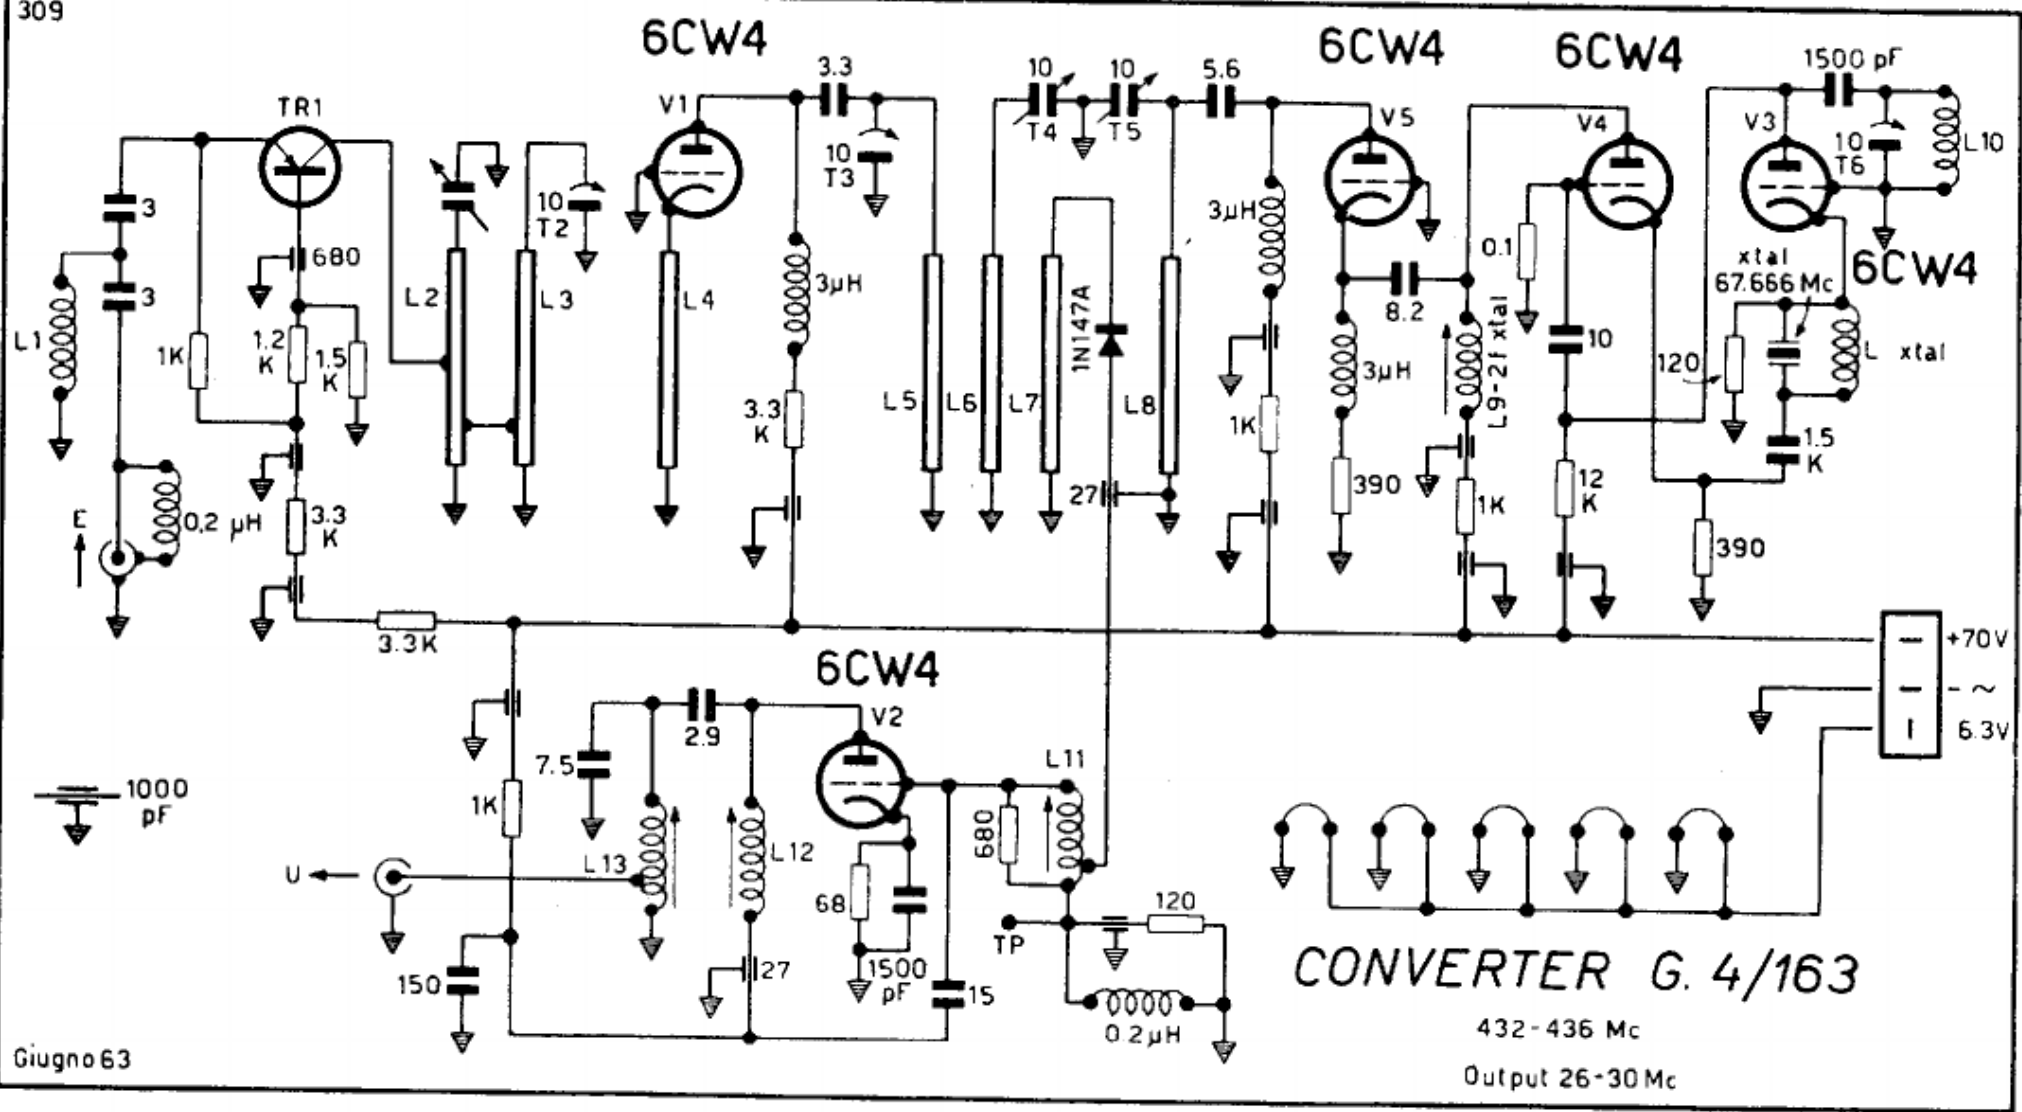 309
6CW4
6CW4
6CW4
TR1
V1
3.3
10
T3
10
T4
10
T5
5.6
V5
V4
V3
1500 pF
10
T6
L10
3
3
L1
680
1K
1.2
K
1.5
K
10
T2
L2
L3
L4
3µH
3.3
K
L5
L6
L7
1N147A
L8
27
3µH
1K
8.2
3µH
390
L9-2f xtal
1K
0.1
10
12
K
xtal
67.666 Mc
6CW4
120
L xtal
1.5
K
390
E
0,2 µH
3.3
K
3.3K
+70V
- ~
6.3V
6CW4
V2
2.9
7.5
1K
L13
L12
L11
680
68
1500
pF
15
27
150
U
TP
120
0.2µH
1000
pF
CONVERTER G. 4/163
432-436 Mc
Output 26-30 Mc
Giugno 63